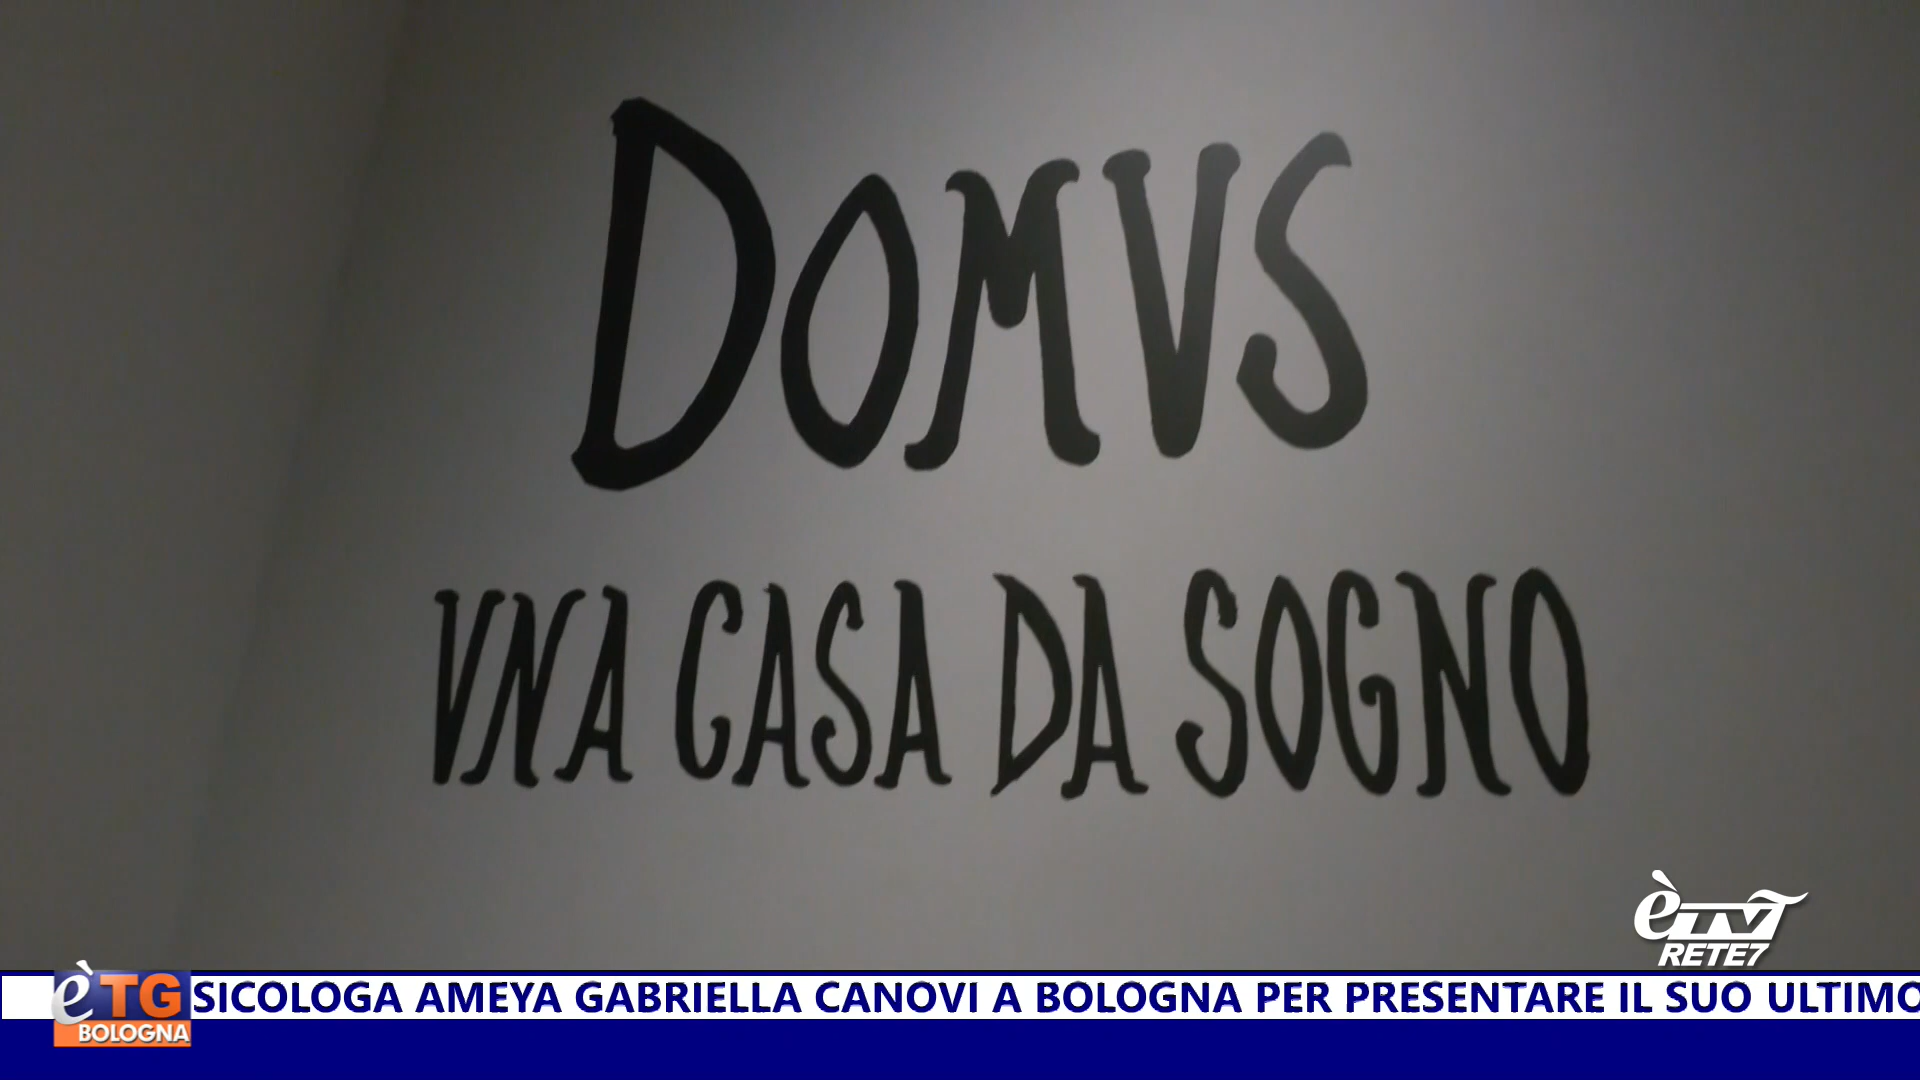 DOMVS
VNA CASA DA SOGNO
èTV
RETE7
èTG
BOLOGNA
SICOLOGA AMEYA GABRIELLA CANOVI A BOLOGNA PER PRESENTARE IL SUO ULTIMO